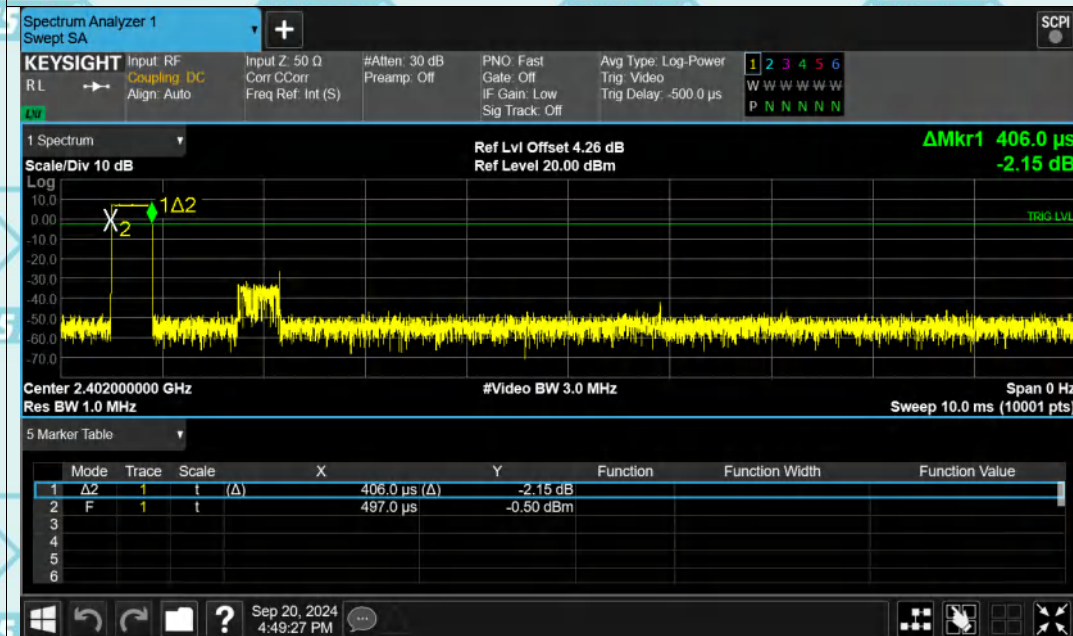 Spectrum Analyzer 1
Swept SA
+
SCPI
KEYSIGHT
RL
LXI
Input: RF
Coupling: DC
Align: Auto
Input Z: 50 Ω
Corr CCorr
Freq Ref: Int (S)
#Atten: 30 dB
Preamp: Off
PNO: Fast
Gate: Off
IF Gain: Low
Sig Track: Off
Avg Type: Log-Power
Trig: Video
Trig Delay: -500.0 µs
1 2 3 4 5 6
W W W W W W
P N N N N N
1 Spectrum
Scale/Div 10 dB
Ref Lvl Offset 4.26 dB
Ref Level 20.00 dBm
ΔMkr1 406.0 µs
-2.15 dB
Log
10.0
0.00
-10.0
-20.0
-30.0
-40.0
-50.0
-60.0
-70.0
1Δ2
X2
TRIG LVL
Center 2.402000000 GHz
#Video BW 3.0 MHz
Span 0 Hz
Res BW 1.0 MHz
Sweep 10.0 ms (10001 pts)
5 Marker Table
Mode Trace Scale X Y Function Function Width Function Value
1 Δ2 1 t (Δ) 406.0 µs (Δ) -2.15 dB
2 F 1 t 497.0 µs -0.50 dBm
3
4
5
6
?
Sep 20, 2024
4:49:27 PM